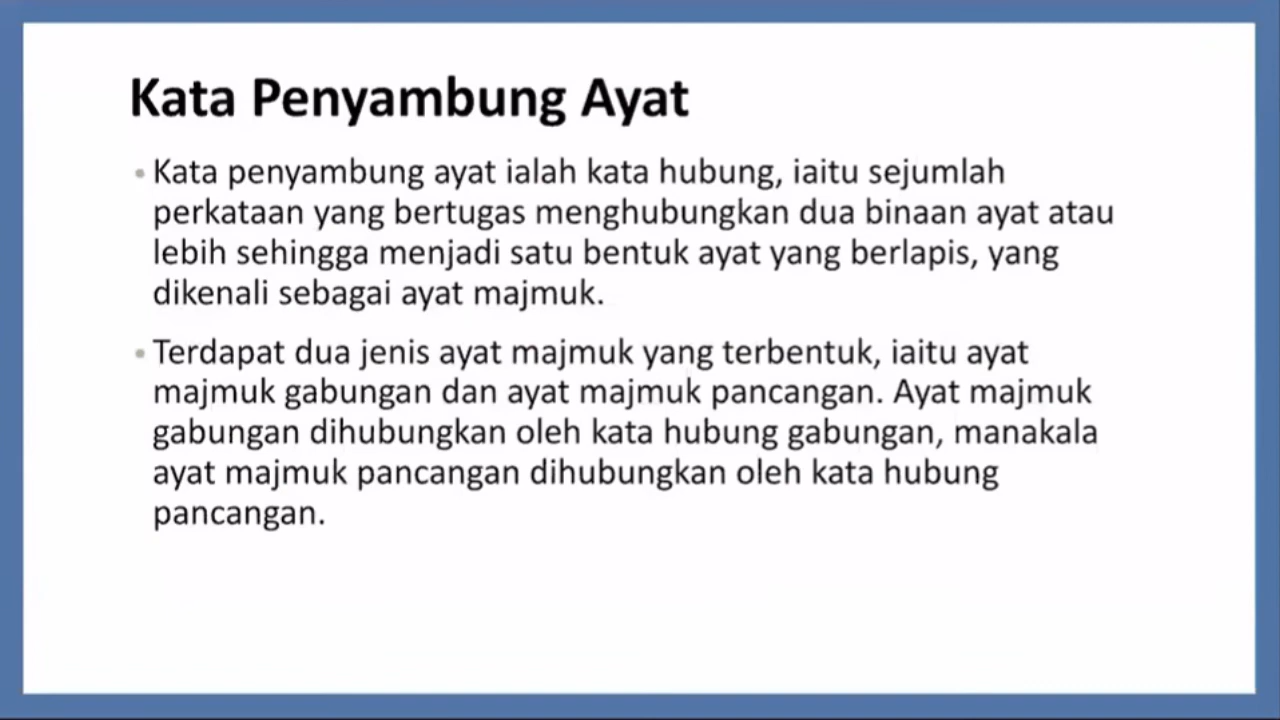 Kata Penyambung Ayat
• Kata penyambung ayat ialah kata hubung, iaitu sejumlah
perkataan yang bertugas menghubungkan dua binaan ayat atau
lebih sehingga menjadi satu bentuk ayat yang berlapis, yang
dikenali sebagai ayat majmuk.
• Terdapat dua jenis ayat majmuk yang terbentuk, iaitu ayat
majmuk gabungan dan ayat majmuk pancangan. Ayat majmuk
gabungan dihubungkan oleh kata hubung gabungan, manakala
ayat majmuk pancangan dihubungkan oleh kata hubung
pancangan.